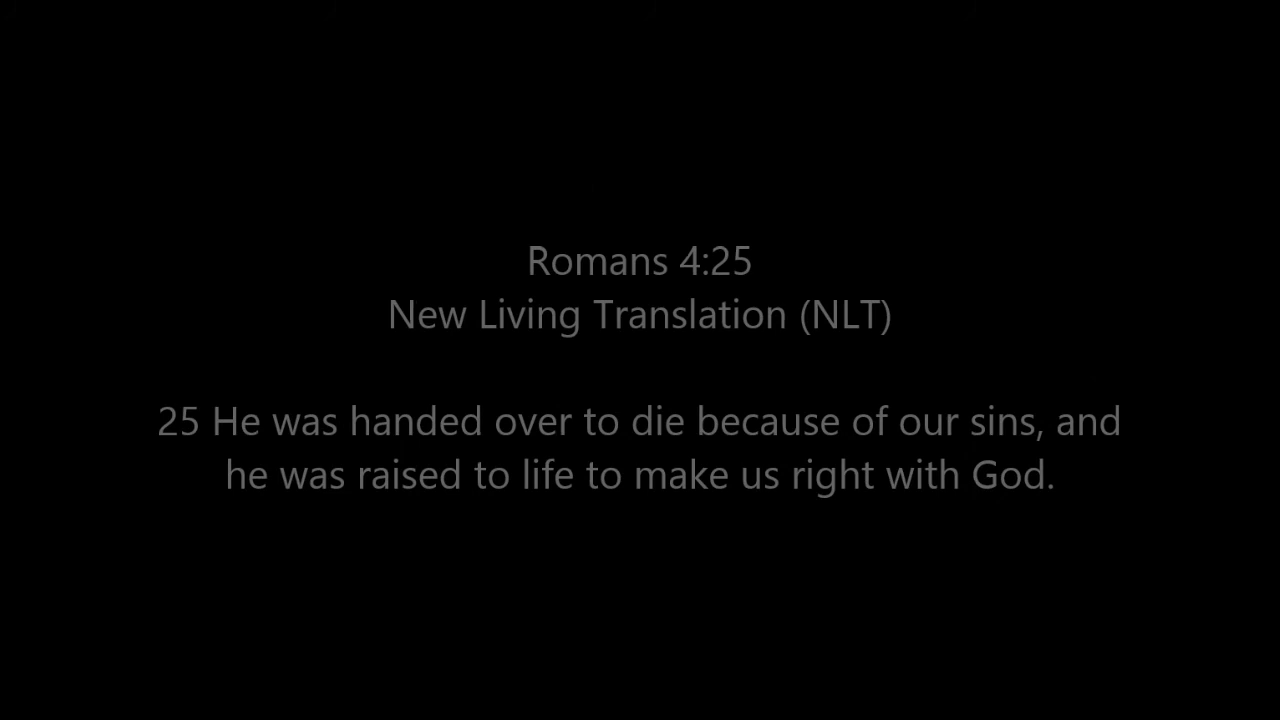 Romans 4:25
New Living Translation (NLT)
25 He was handed over to die because of our sins, and
he was raised to life to make us right with God.